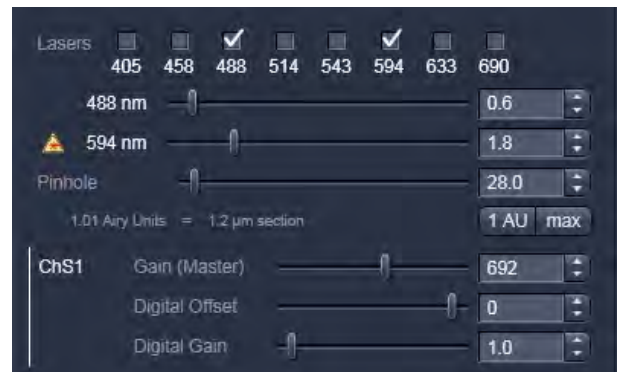 Lasers
405 458 488 514 543 594 633 690
488 nm 0.6
594 nm 1.8
Pinhole 28.0
1.01 Airy Units = 1.2 µm section 1 AU max
ChS1 Gain (Master) 692
Digital Offset 0
Digital Gain 1.0